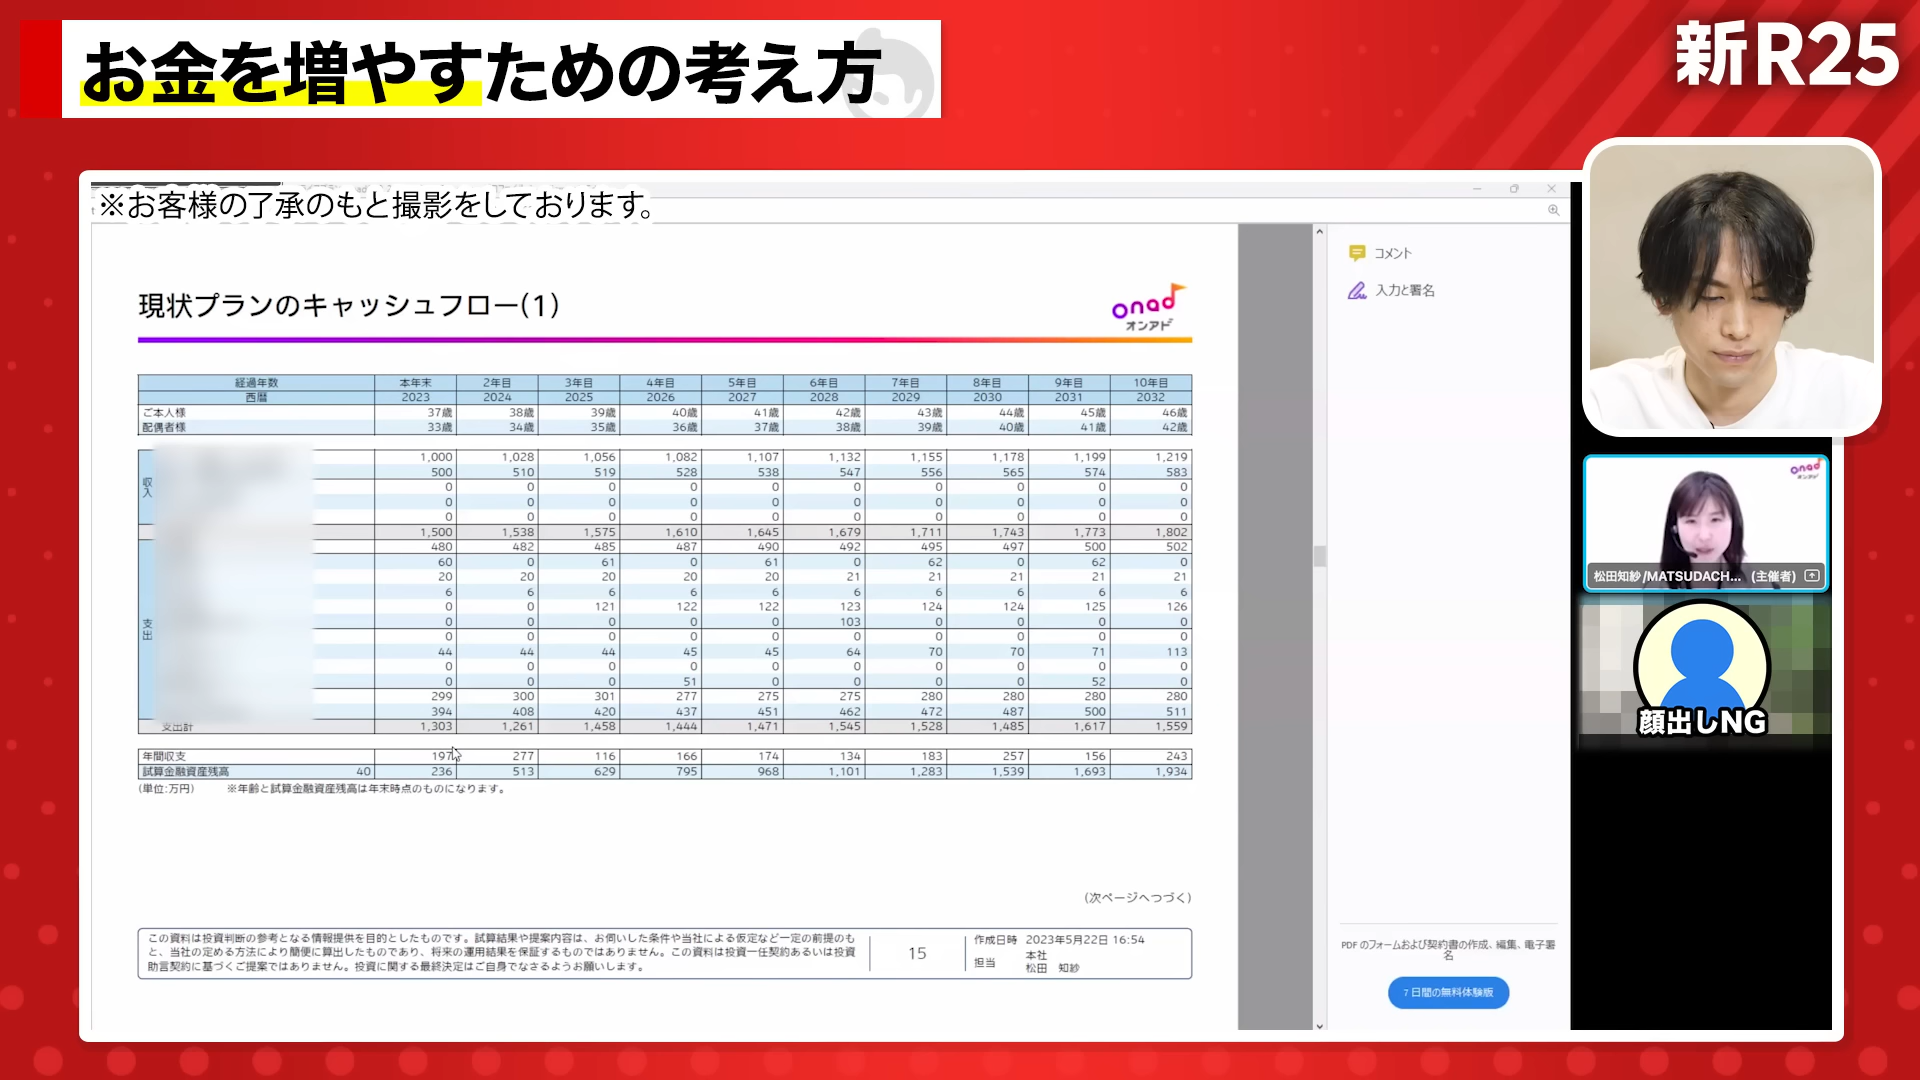 お金を増やすための考え方
新R25
※お客様の了承のもと撮影をしております。
現状プランのキャッシュフロー(1)
onad
オンアド
経過年数 本年末 2年目 3年目 4年目 5年目 6年目 7年目 8年目 9年目 10年目
西暦 2023 2024 2025 2026 2027 2028 2029 2030 2031 2032
ご本人様 37歳 38歳 39歳 40歳 41歳 42歳 43歳 44歳 45歳 46歳
配偶者様 33歳 34歳 35歳 36歳 37歳 38歳 39歳 40歳 41歳 42歳
収入
1,000 1,028 1,056 1,082 1,107 1,132 1,155 1,178 1,199 1,219
500 510 519 528 538 547 556 565 574 583
0 0 0 0 0 0 0 0 0 0
0 0 0 0 0 0 0 0 0 0
0 0 0 0 0 0 0 0 0 0
1,500 1,538 1,575 1,610 1,645 1,679 1,711 1,743 1,773 1,802
支出
480 482 485 487 490 492 495 497 500 502
60 0 61 0 61 0 62 0 62 0
20 20 20 20 20 21 21 21 21 21
6 6 6 6 6 6 6 6 6 6
0 0 121 122 122 123 124 124 125 126
0 0 0 0 0 103 0 0 0 0
0 0 0 0 0 0 0 0 0 0
44 44 44 45 45 64 70 70 71 113
0 0 0 0 0 0 0 0 0 0
0 0 0 51 0 0 0 0 52 0
299 300 301 277 275 275 280 280 280 280
394 408 420 437 451 462 472 487 500 511
支出計 1,303 1,261 1,458 1,444 1,471 1,545 1,528 1,485 1,617 1,559
年間収支 197 277 116 166 174 134 183 257 156 243
試算金融資産残高 40 236 513 629 795 968 1,101 1,283 1,539 1,693 1,934
(単位:万円) ※年齢と試算金融資産残高は年末時点のものになります。
(次ページへつづく)
この資料は投資判断の参考となる情報提供を目的としたものです。試算結果や提案内容は、お伺いした条件や当社による仮定など一定の前提のも
と、当社の定める方法により簡便に算出したものであり、将来の運用結果を保証するものではありません。この資料は投資一任契約あるいは投資
助言契約に基づくご提案ではありません。投資に関する最終決定はご自身でなさるようお願いします。
15
作成日時 2023年5月22日 16:54
担当 本社
松田 知紗
コメント
入力と署名
PDF のフォームおよび契約書の作成、編集、電子署
名
7 日間の無料体験版
onad
オンアド
松田知紗/MATSUDACH... (主催者)
顔出しNG